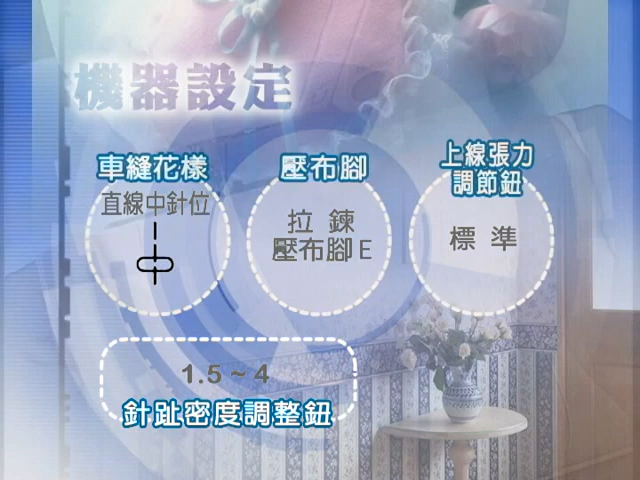 機器設定
車縫花樣
直線中針位
壓布腳
拉 鍊
壓布腳 E
上線張力
調節鈕
標 準
1.5 ~ 4
針趾密度調整鈕